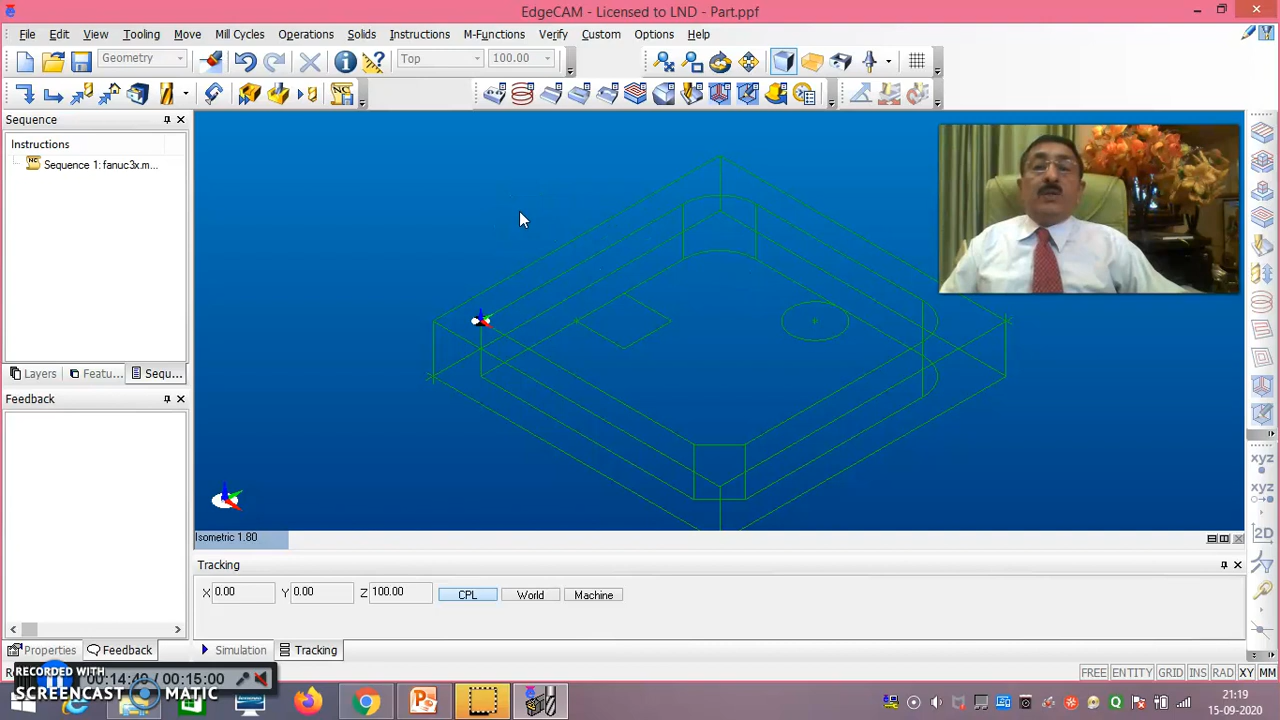 EdgeCAM - Licensed to LND - Part.ppf
File Edit View Tooling Move Mill Cycles Operations Solids Instructions M-Functions Verify Custom Options Help
Geometry Top 100.00
Sequence
Instructions
Sequence 1: fanuc3x.m...
Layers Featu... Sequ...
Feedback
xyz
xyz
2D
Isometric 1.80
Tracking
X 0.00 Y 0.00 Z 100.00 CPL World Machine
Properties Feedback Simulation Tracking
RECORDED WITH
00:14:40 / 00:15:00
SCREENCAST MATIC
FREE ENTITY GRID INS RAD XY MM
21:19
15-09-2020